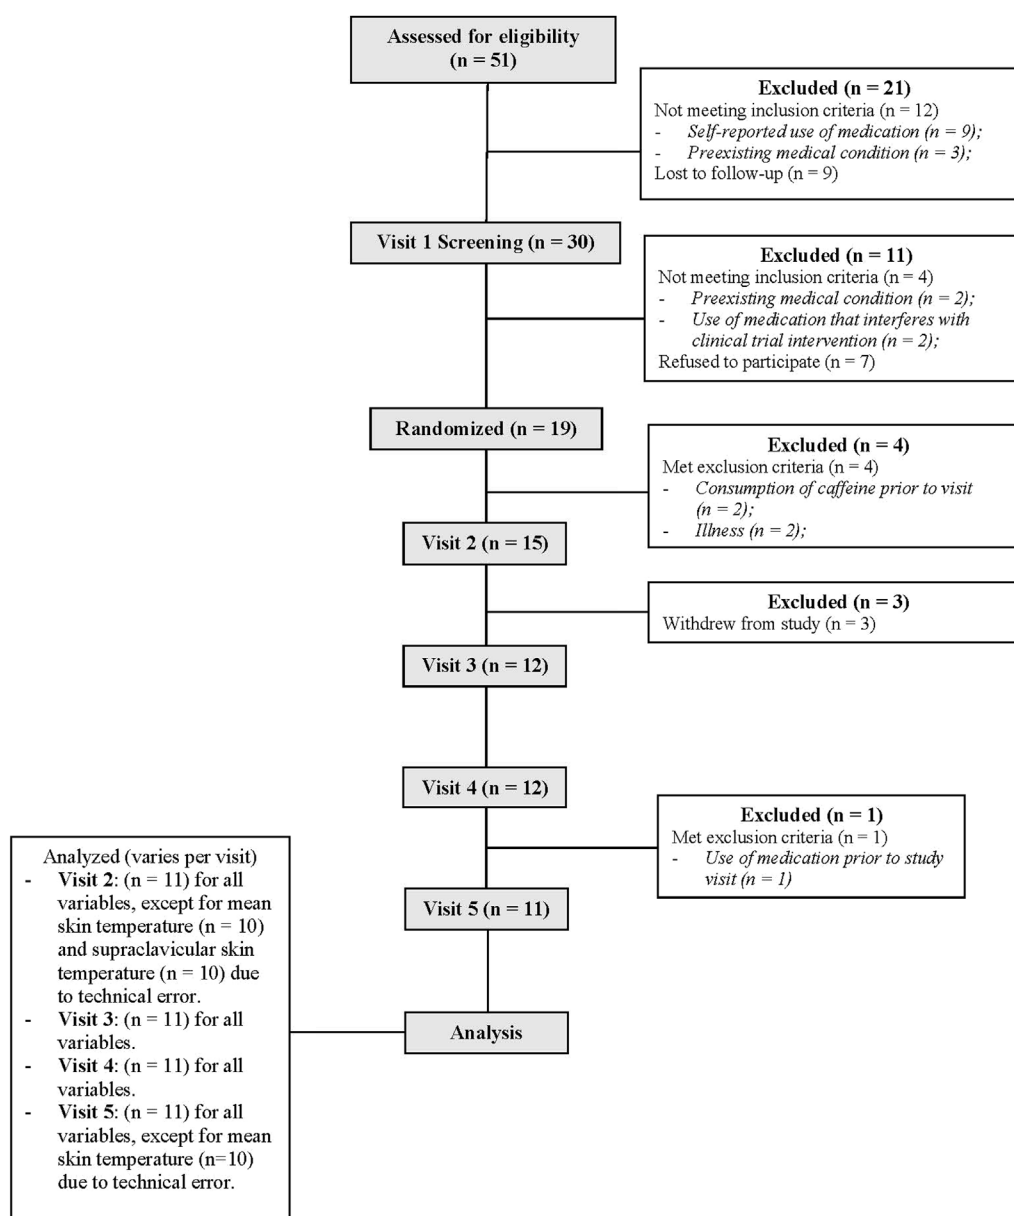 Assessed for eligibility
(n = 51)
Excluded (n = 21)
Not meeting inclusion criteria (n = 12)
- Self-reported use of medication (n = 9);
- Preexisting medical condition (n = 3);
Lost to follow-up (n = 9)
Visit 1 Screening (n = 30)
Excluded (n = 11)
Not meeting inclusion criteria (n = 4)
- Preexisting medical condition (n = 2);
- Use of medication that interferes with
clinical trial intervention (n = 2);
Refused to participate (n = 7)
Randomized (n = 19)
Excluded (n = 4)
Met exclusion criteria (n = 4)
- Consumption of caffeine prior to visit
(n = 2);
- Illness (n = 2);
Visit 2 (n = 15)
Excluded (n = 3)
Withdrew from study (n = 3)
Visit 3 (n = 12)
Visit 4 (n = 12)
Excluded (n = 1)
Met exclusion criteria (n = 1)
- Use of medication prior to study
visit (n = 1)
Visit 5 (n = 11)
Analysis
Analyzed (varies per visit)
- Visit 2: (n = 11) for all
variables, except for mean
skin temperature (n = 10)
and supraclavicular skin
temperature (n = 10) due
to technical error.
- Visit 3: (n = 11) for all
variables.
- Visit 4: (n = 11) for all
variables.
- Visit 5: (n = 11) for all
variables, except for mean
skin temperature (n=10)
due to technical error.